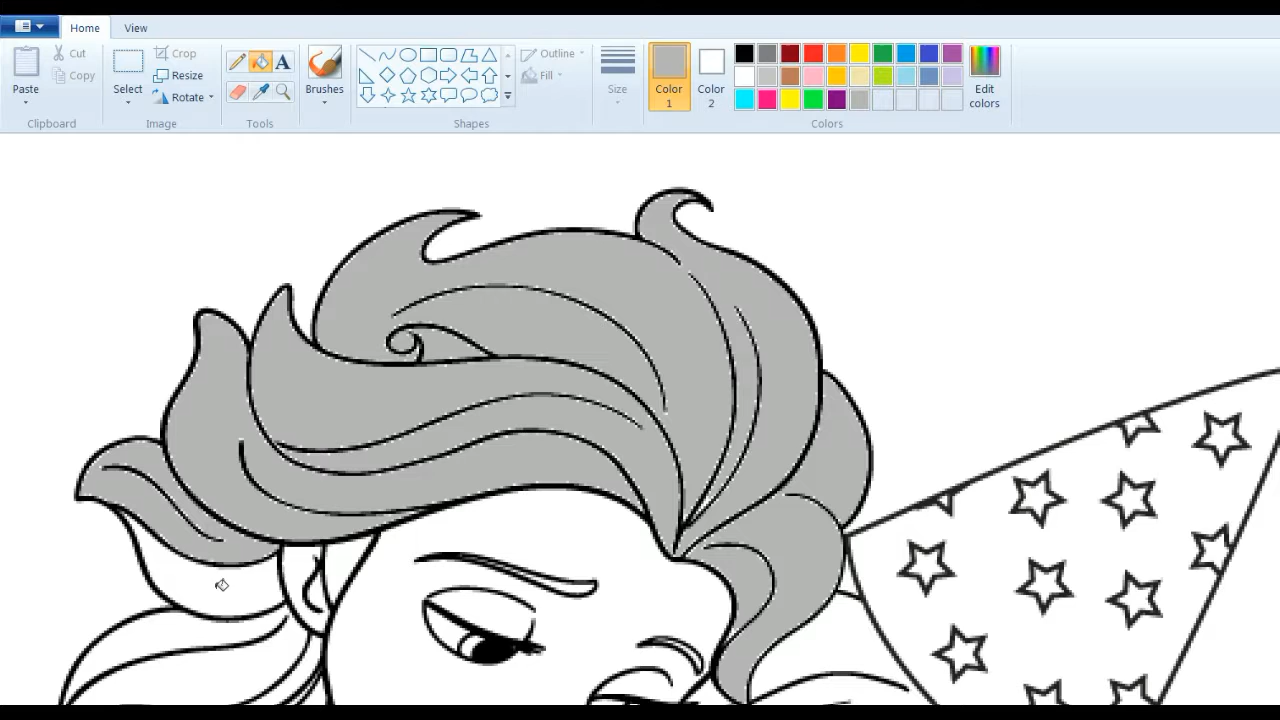 Home View
Paste
Cut
Copy
Clipboard
Select
Crop
Resize
Rotate
Image
A
Tools
Brushes
Outline
Fill
Shapes
Size
Color
1
Color
2
Edit
colors
Colors